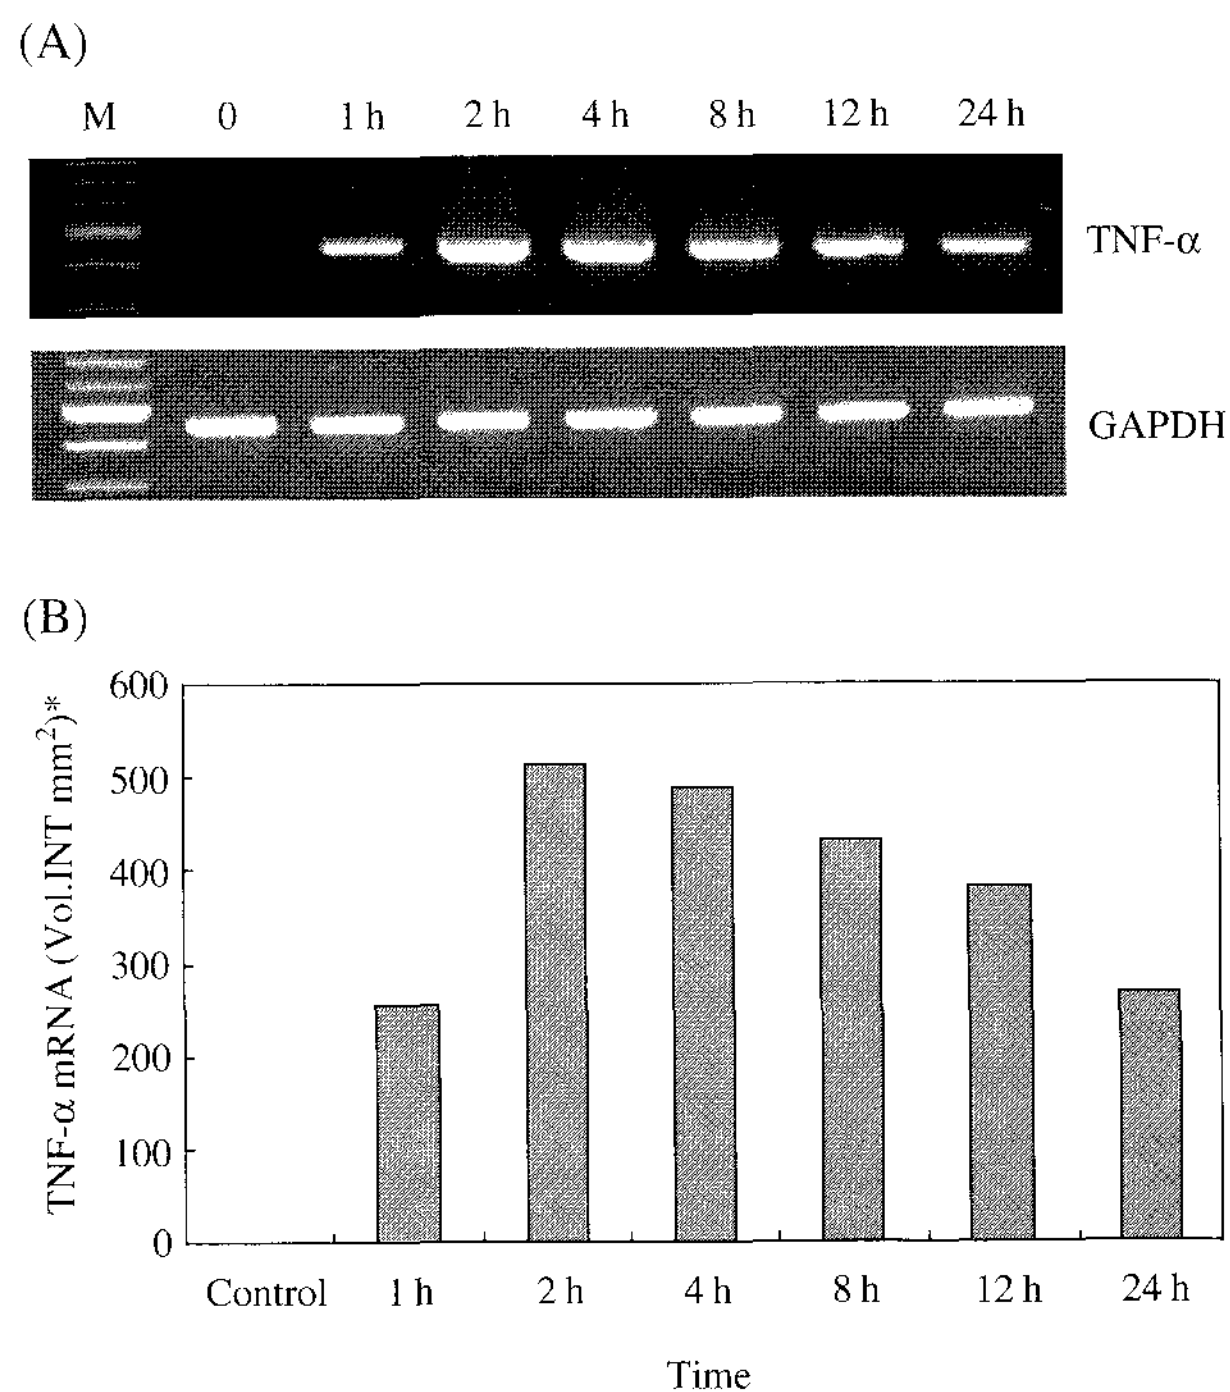 (A)
M 0 1 h 2 h 4 h 8 h 12 h 24 h
TNF-α
GAPDH
(B)
TNF-α mRNA (Vol.INT mm²)*
600
500
400
300
200
100
0
Control 1 h 2 h 4 h 8 h 12 h 24 h
Time